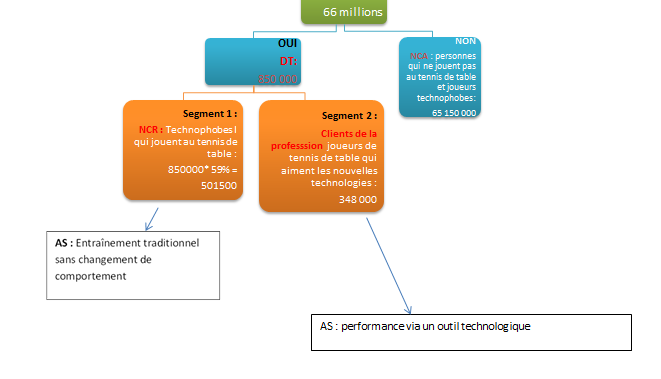 66 millions
OUI
DT:
850 000
NON
NCA : personnes
qui ne jouent pas
au tennis de table
et joueurs
technophobes:
65 150 000
Segment 1 :
NCR : Technophobes l
qui jouent au tennis de
table :
850000* 59% =
501500
Segment 2 :
Clients de la
professsion joueurs de
tennis de table qui
aiment les nouvelles
technologies :
348 000
AS : Entraînement traditionnel
sans changement de
comportement
AS : performance via un outil technologique